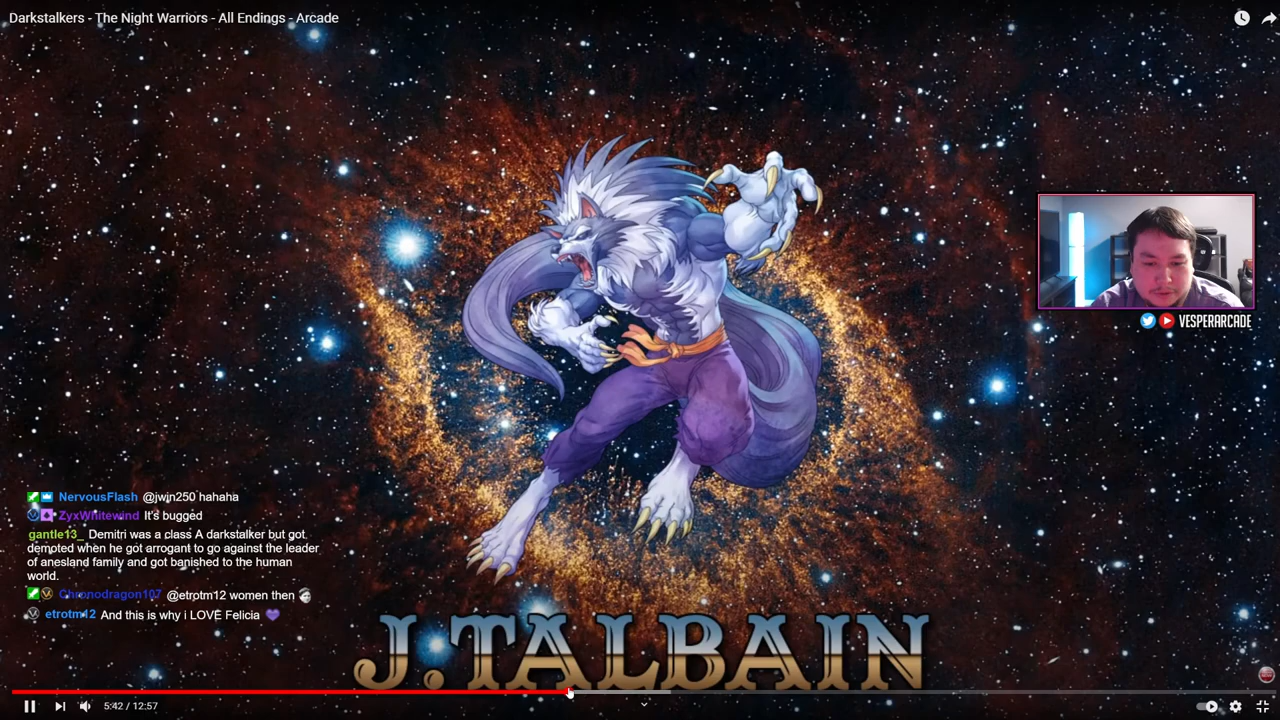 Darkstalkers - The Night Warriors - All Endings - Arcade
VESPERARCADE
NervousFlash @jwin250 hahaha
ZyxWhitewind It's bugged
gantle13_ Demitri was a class A darkstalker but got
demoted when he got arrogant to go against the leader
of anesland family and got banished to the human
world.
Chronodragon107 @etrotm12 women then
etrotm12 And this is why i LOVE Felicia
J.TALBAIN
5:42 / 12:57